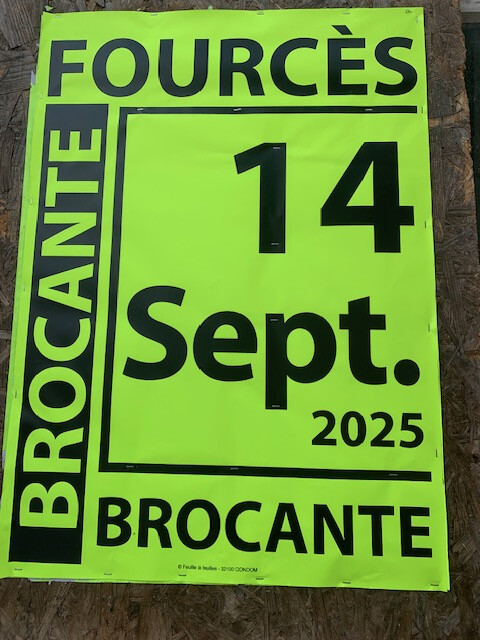 FOURCÈS
BROCANTE
14
Sept.
2025
BROCANTE
© Feuille à feuilles - 32100 CONDOM